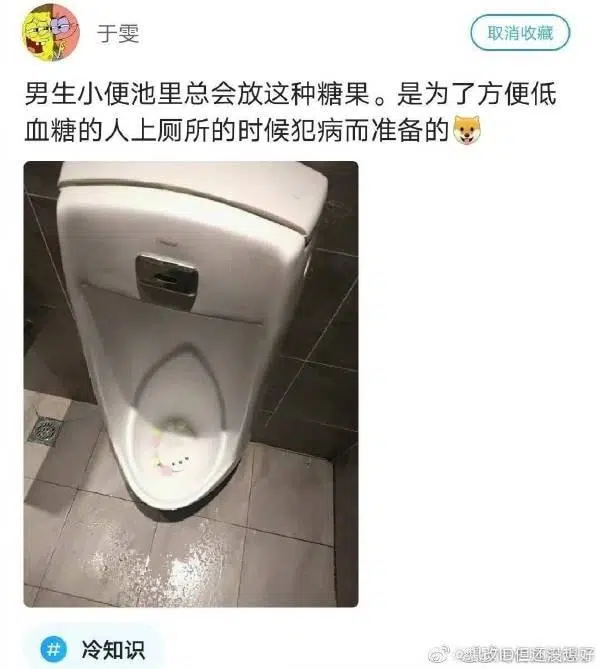 于雯
取消收藏
男生小便池里总会放这种糖果。是为了方便低
血糖的人上厕所的时候犯病而准备的
# 冷知识